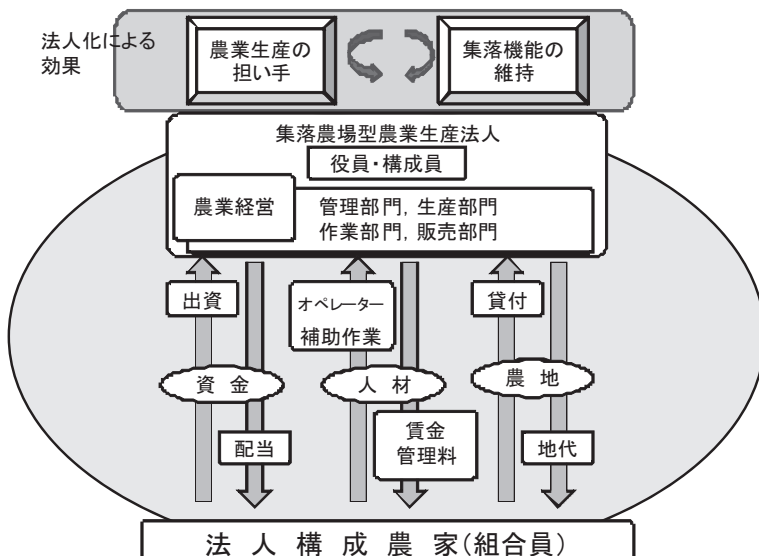 法人化による
効果
農業生産の
担い手
集落機能の
維持
集落農場型農業生産法人
役員・構成員
農業経営
管理部門，生産部門
作業部門，販売部門
出資
オペレーター
補助作業
貸付
資金
人材
農地
配当
賃金
管理料
地代
法人構成農家（組合員）